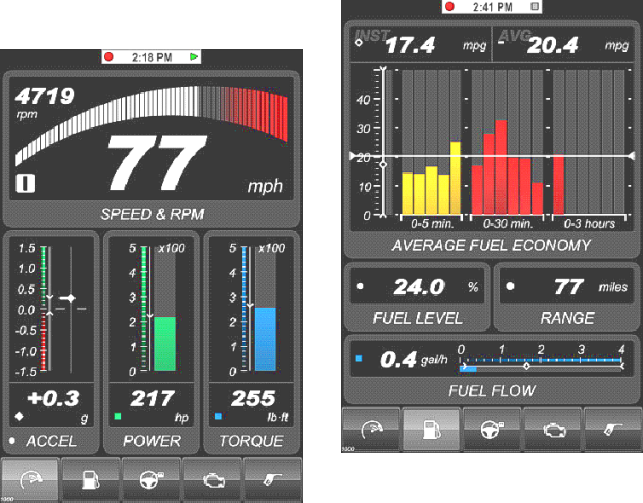 2:18 PM
4719
rpm
0
77
mph
SPEED & RPM
1.5
1.0
0.5
0.0
-0.5
-1.0
-1.5
+0.3
g
ACCEL
5 x100
4
3
2
1
0
217
hp
POWER
5 x100
4
3
2
1
0
255
lb·ft
TORQUE
1000
2:41 PM
INST 17.4 mpg
AVG 20.4 mpg
40
30
20
10
0
0-5 min. 0-30 min. 0-3 hours
AVERAGE FUEL ECONOMY
24.0 %
FUEL LEVEL
77 miles
RANGE
0.4 gal/h
0 1 2 3 4
FUEL FLOW
1000